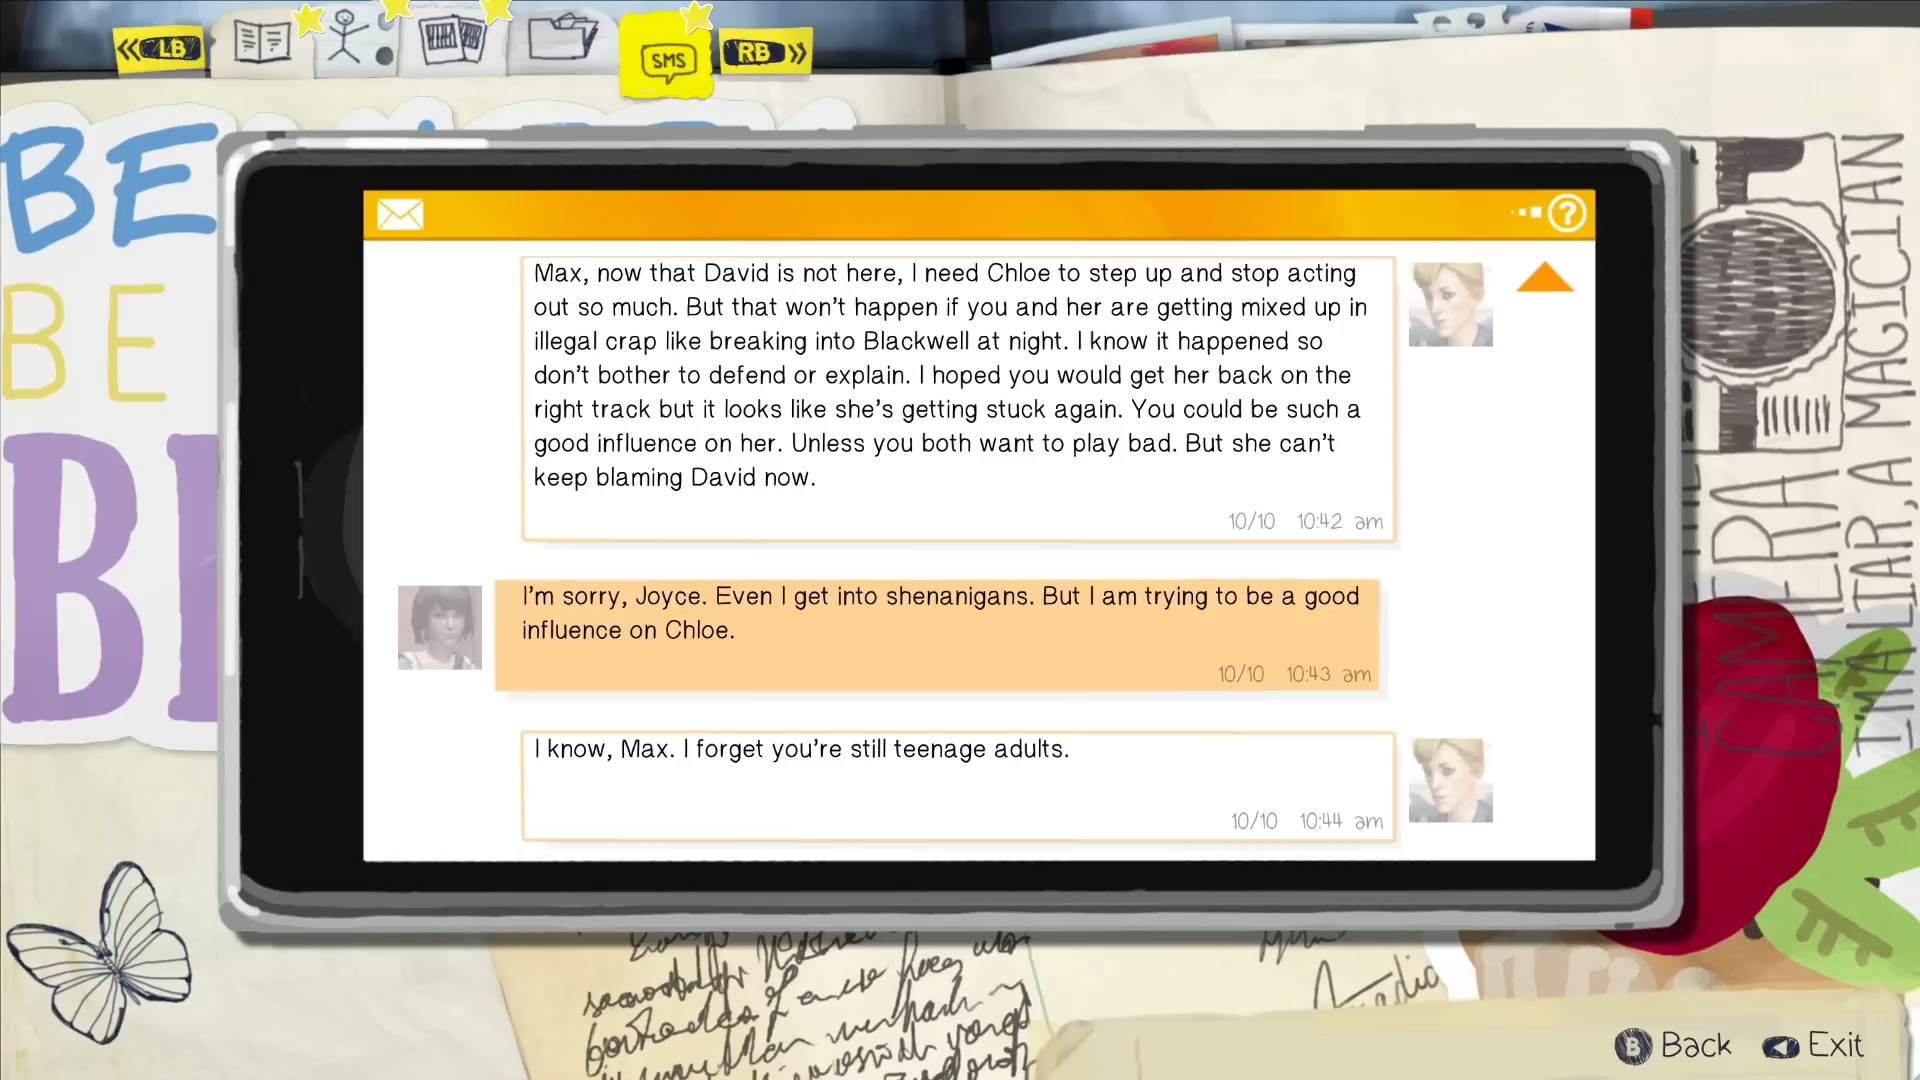 LB
SMS
RB
BE
BE
Max, now that David is not here, I need Chloe to step up and stop acting
out so much. But that won't happen if you and her are getting mixed up in
illegal crap like breaking into Blackwell at night. I know it happened so
don't bother to defend or explain. I hoped you would get her back on the
right track but it looks like she's getting stuck again. You could be such a
good influence on her. Unless you both want to play bad. But she can't
keep blaming David now.
10/10 10:42 am
I'm sorry, Joyce. Even I get into shenanigans. But I am trying to be a good
influence on Chloe.
10/10 10:43 am
I know, Max. I forget you're still teenage adults.
10/10 10:44 am
CAMERA
I'M A LIAR, A MAGICIAN
B Back
Exit